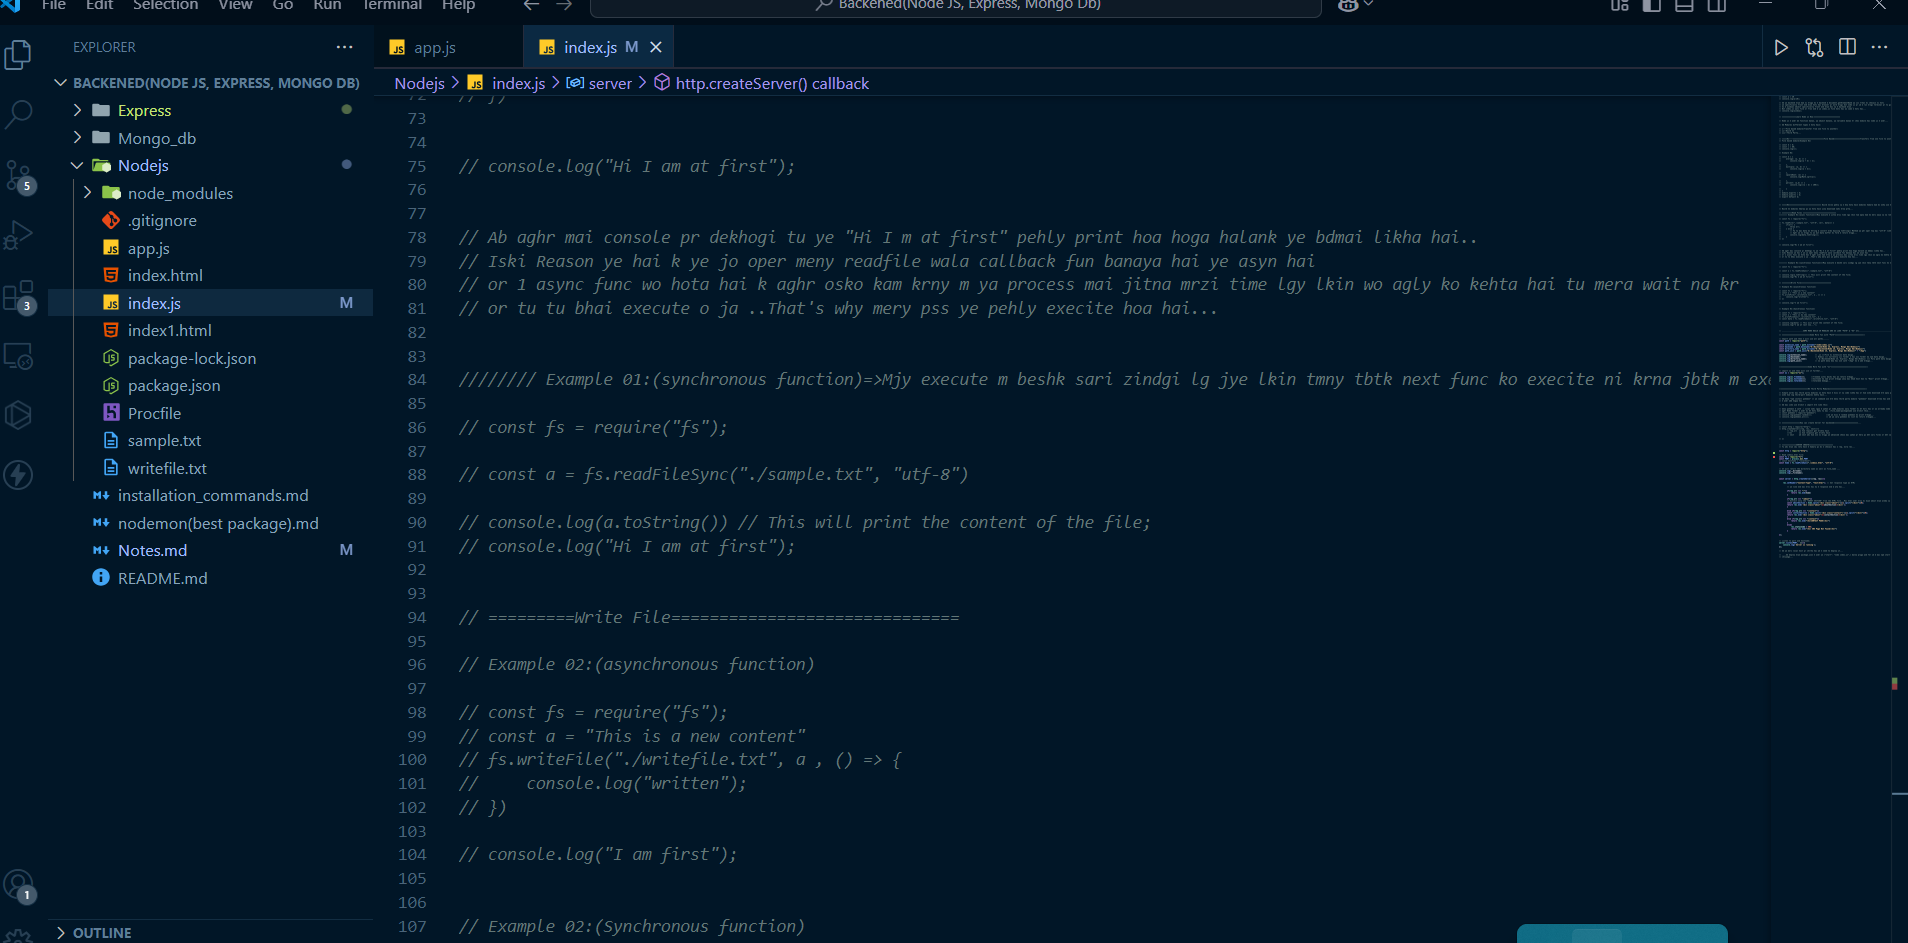 File Edit Selection View Go Run Terminal Help
Backened(Node JS, Express, Mongo Db)
EXPLORER
BACKENED(NODE JS, EXPRESS, MONGO DB)
Express
Mongo_db
Nodejs
node_modules
.gitignore
app.js
index.html
index.js M
index1.html
package-lock.json
package.json
Procfile
sample.txt
writefile.txt
installation_commands.md
nodemon(best package).md
Notes.md M
README.md
OUTLINE
5
3
1
app.js
index.js M
Nodejs > index.js > server > http.createServer() callback
72 // })
73
74
75 // console.log("Hi I am at first");
76
77
78 // Ab aghr mai console pr dekhogi tu ye "Hi I m at first" pehly print hoa hoga halank ye bdmai likha hai..
79 // Iski Reason ye hai k ye jo oper meny readfile wala callback fun banaya hai ye asyn hai
80 // or 1 async func wo hota hai k aghr osko kam krny m ya process mai jitna mrzi time lgy lkin wo agly ko kehta hai tu mera wait na kr
81 // or tu tu bhai execute o ja ..That's why mery pss ye pehly execite hoa hai...
82
83
84 //////// Example 01:(synchronous function)=>Mjy execute m beshk sari zindgi lg jye lkin tmny tbtk next func ko execite ni krna jbtk m exe
85
86 // const fs = require("fs");
87
88 // const a = fs.readFileSync("./sample.txt", "utf-8")
89
90 // console.log(a.toString()) // This will print the content of the file;
91 // console.log("Hi I am at first");
92
93
94 // =========Write File==============================
95
96 // Example 02:(asynchronous function)
97
98 // const fs = require("fs");
99 // const a = "This is a new content"
100 // fs.writeFile("./writefile.txt", a , () => {
101 //     console.log("written");
102 // })
103
104 // console.log("I am first");
105
106
107 // Example 02:(Synchronous function)